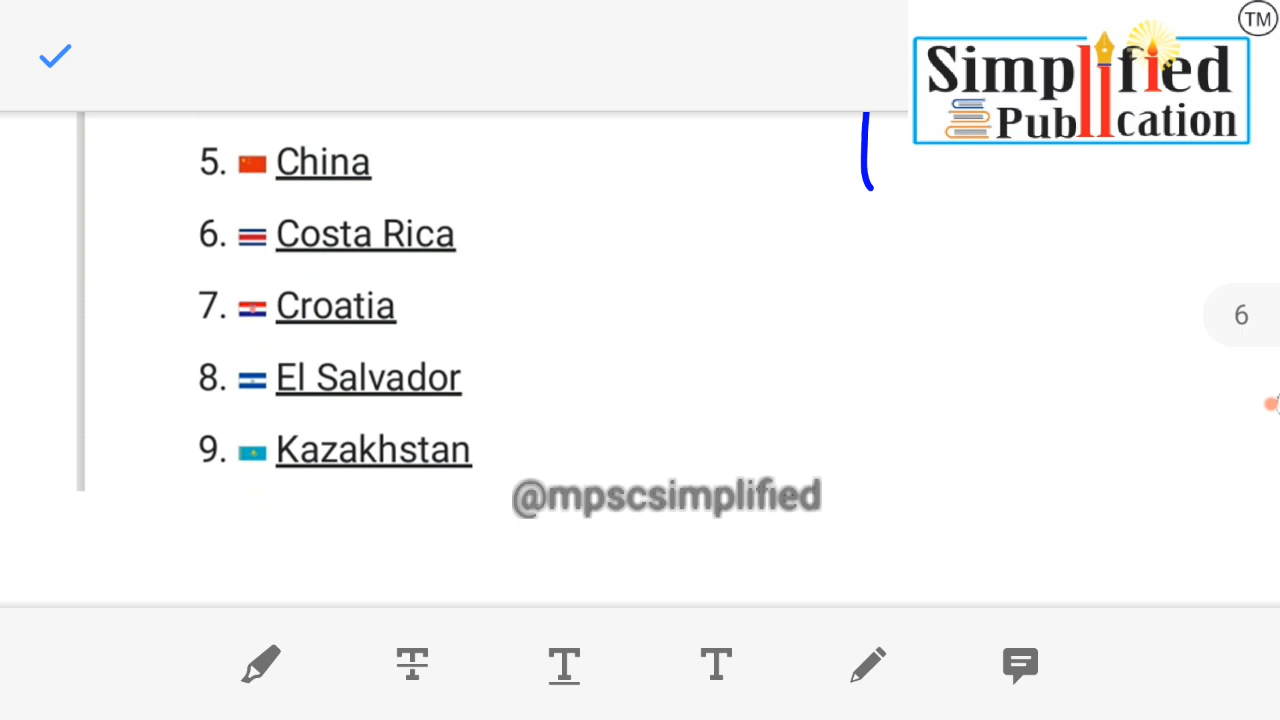 TM
Simplified
Publication
5. China
6. Costa Rica
7. Croatia
6
8. El Salvador
9. Kazakhstan
@mpscsimplified